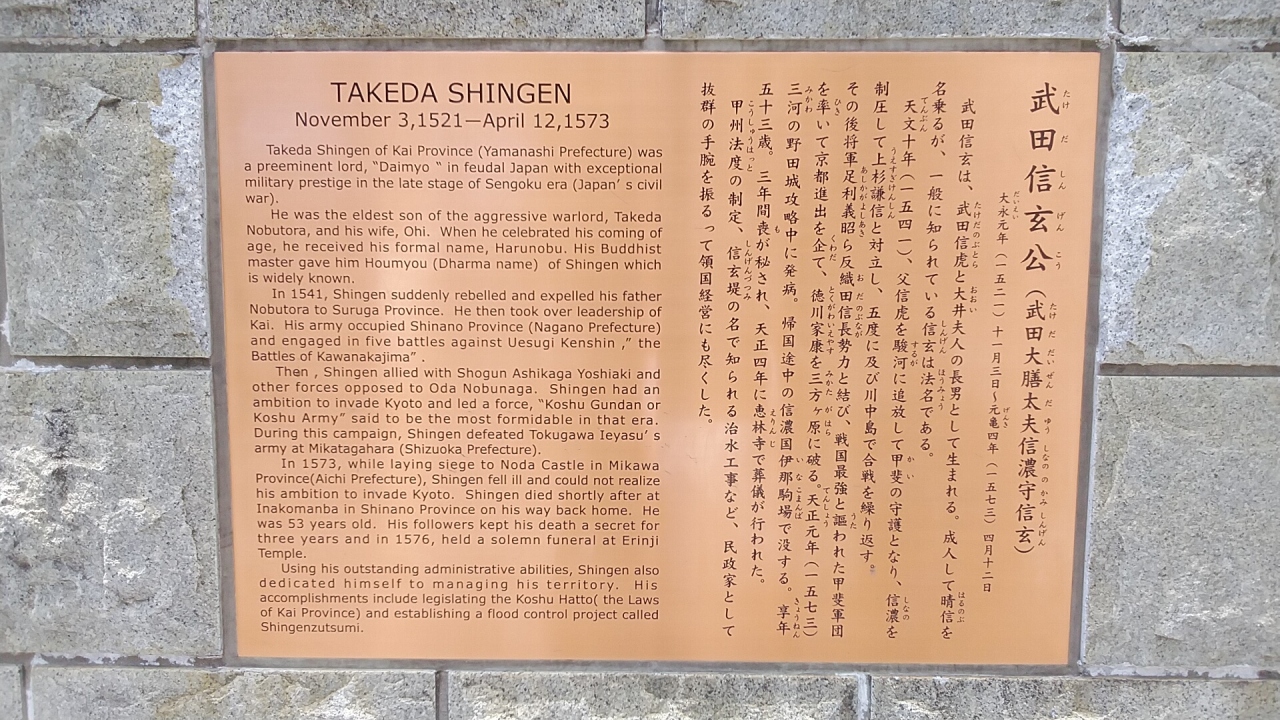 TAKEDA SHINGEN
November 3,1521—April 12,1573
Takeda Shingen of Kai Province (Yamanashi Prefecture) was
a preeminent lord, “Daimyo “ in feudal Japan with exceptional
military prestige in the late stage of Sengoku era (Japan’s civil
war).
He was the eldest son of the aggressive warlord, Takeda
Nobutora, and his wife, Ohi. When he celebrated his coming of
age, he received his formal name, Harunobu. His Buddhist
master gave him Houmyou (Dharma name) of Shingen which
is widely known.
In 1541, Shingen suddenly rebelled and expelled his father
Nobutora to Suruga Province. He then took over leadership of
Kai. His army occupied Shinano Province (Nagano Prefecture)
and engaged in five battles against Uesugi Kenshin ,” the
Battles of Kawanakajima” .
Then , Shingen allied with Shogun Ashikaga Yoshiaki and
other forces opposed to Oda Nobunaga. Shingen had an
ambition to invade Kyoto and led a force, “Koshu Gundan or
Koshu Army” said to be the most formidable in that era.
During this campaign, Shingen defeated Tokugawa Ieyasu’s
army at Mikatagahara (Shizuoka Prefecture).
In 1573, while laying siege to Noda Castle in Mikawa
Province(Aichi Prefecture), Shingen fell ill and could not realize
his ambition to invade Kyoto. Shingen died shortly after at
Inakomanba in Shinano Province on his way back home. He
was 53 years old. His followers kept his death a secret for
three years and in 1576, held a solemn funeral at Erinji
Temple.
Using his outstanding administrative abilities, Shingen also
dedicated himself to managing his territory. His
accomplishments include legislating the Koshu Hatto( the Laws
of Kai Province) and establishing a flood control project called
Shingenzutsumi.
武田信玄公（武田大膳太夫信濃守信玄）
大永元年（一五二一）十一月三日～元亀四年（一五七三）四月十二日
武田信玄は、武田信虎と大井夫人の長男として生まれる。成人して晴信を
名乗るが、一般に知られている信玄は法名である。
天文十年（一五四一）、父信虎を駿河に追放して甲斐の守護となり、信濃を
制圧して上杉謙信と対立し、五度に及び川中島で合戦を繰り返す。
その後将軍足利義昭ら反織田信長勢力と結び、戦国最強と謳われた甲斐軍団
を率いて京都進出を企て、徳川家康を三方ヶ原に破る。天正元年（一五七三）
三河の野田城攻略中に発病。帰国途中の信濃国伊那駒場で没する。享年
五十三歳。三年間喪が秘され、天正四年に恵林寺で葬儀が行われた。
甲州法度の制定、信玄堤の名で知られる治水工事など、民政家として
抜群の手腕を振るって領国経営にも尽くした。